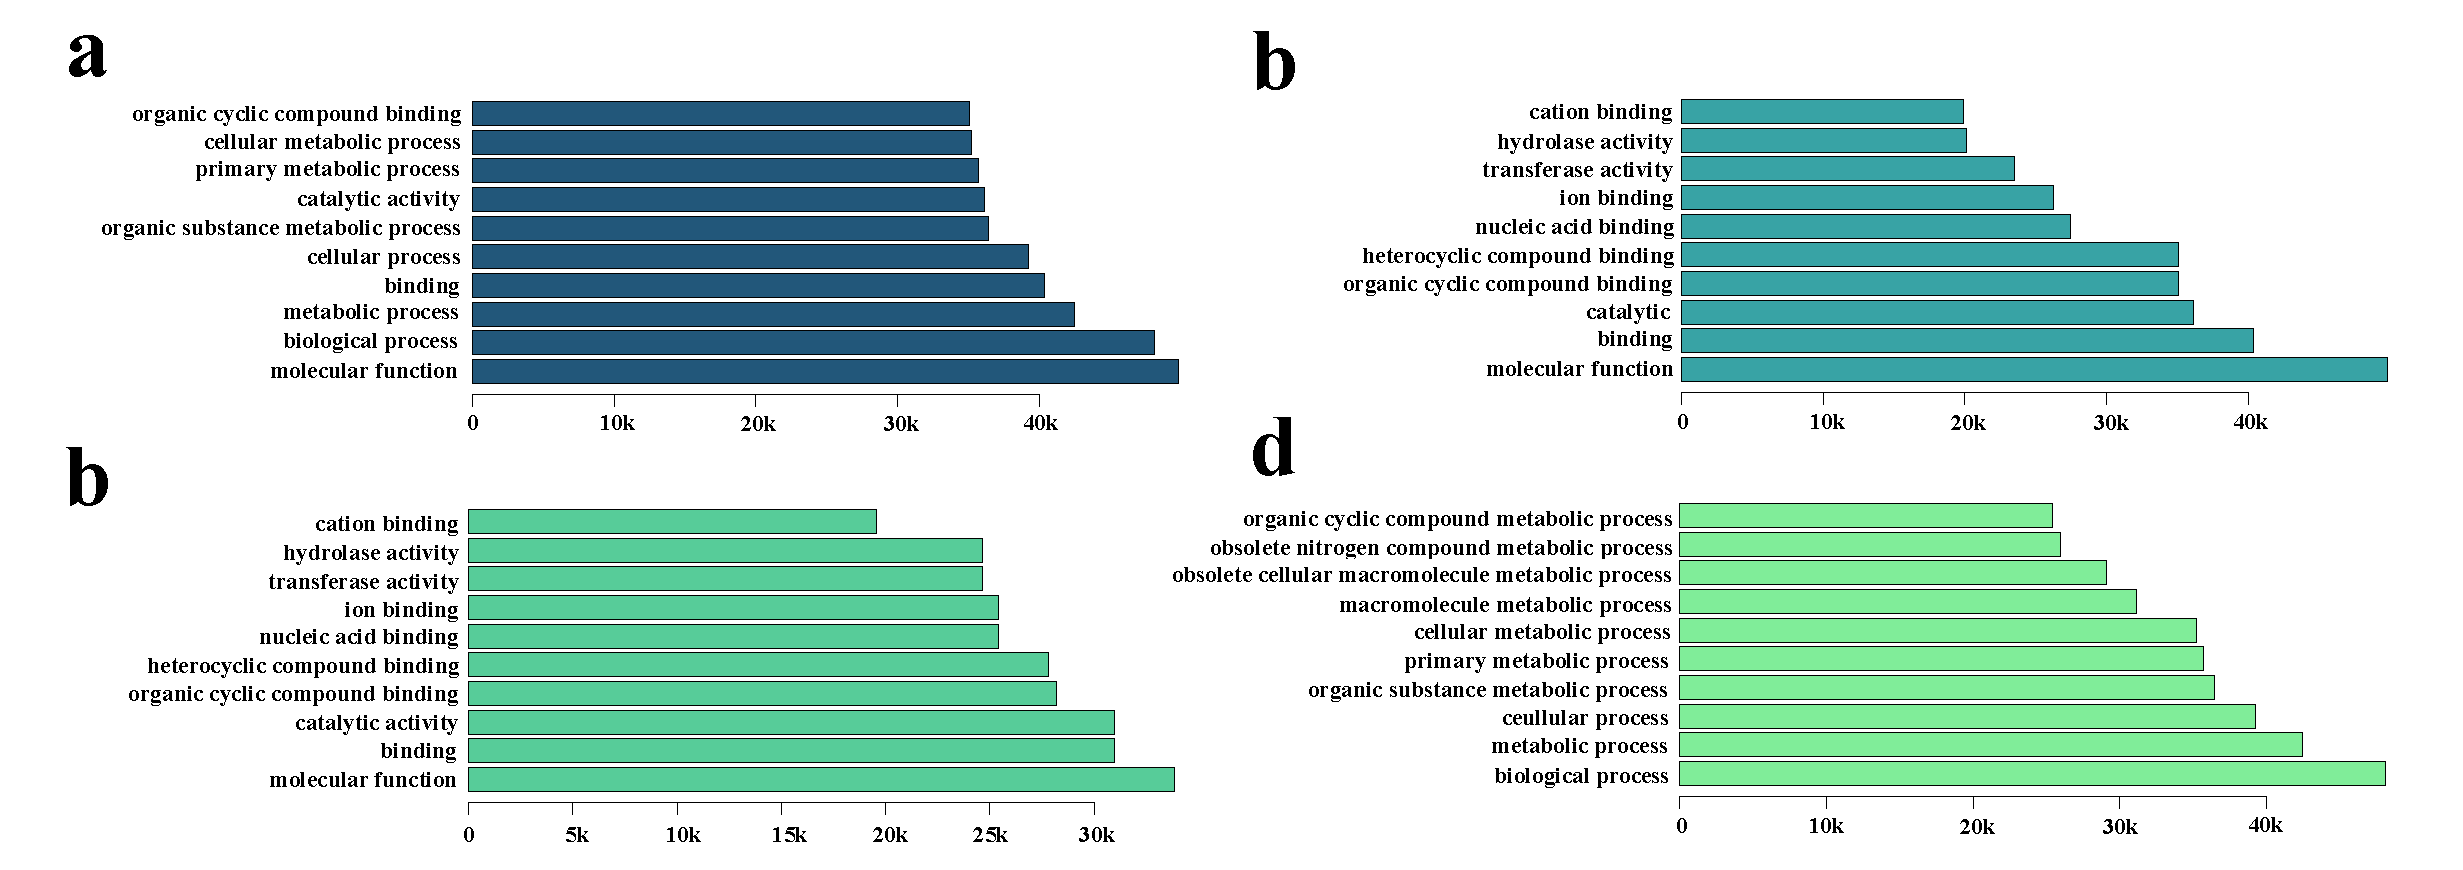 a
organic cyclic compound binding
cellular metabolic process
primary metabolic process
catalytic activity
organic substance metabolic process
cellular process
binding
metabolic process
biological process
molecular function
0 10k 20k 30k 40k
b
cation binding
hydrolase activity
transferase activity
ion binding
nucleic acid binding
heterocyclic compound binding
organic cyclic compound binding
catalytic
binding
molecular function
0 10k 20k 30k 40k
b
cation binding
hydrolase activity
transferase activity
ion binding
nucleic acid binding
heterocyclic compound binding
organic cyclic compound binding
catalytic activity
binding
molecular function
0 5k 10k 15k 20k 25k 30k
d
organic cyclic compound metabolic process
obsolete nitrogen compound metabolic process
obsolete cellular macromolecule metabolic process
macromolecule metabolic process
cellular metabolic process
primary metabolic process
organic substance metabolic process
ceullular process
metabolic process
biological process
0 10k 20k 30k 40k